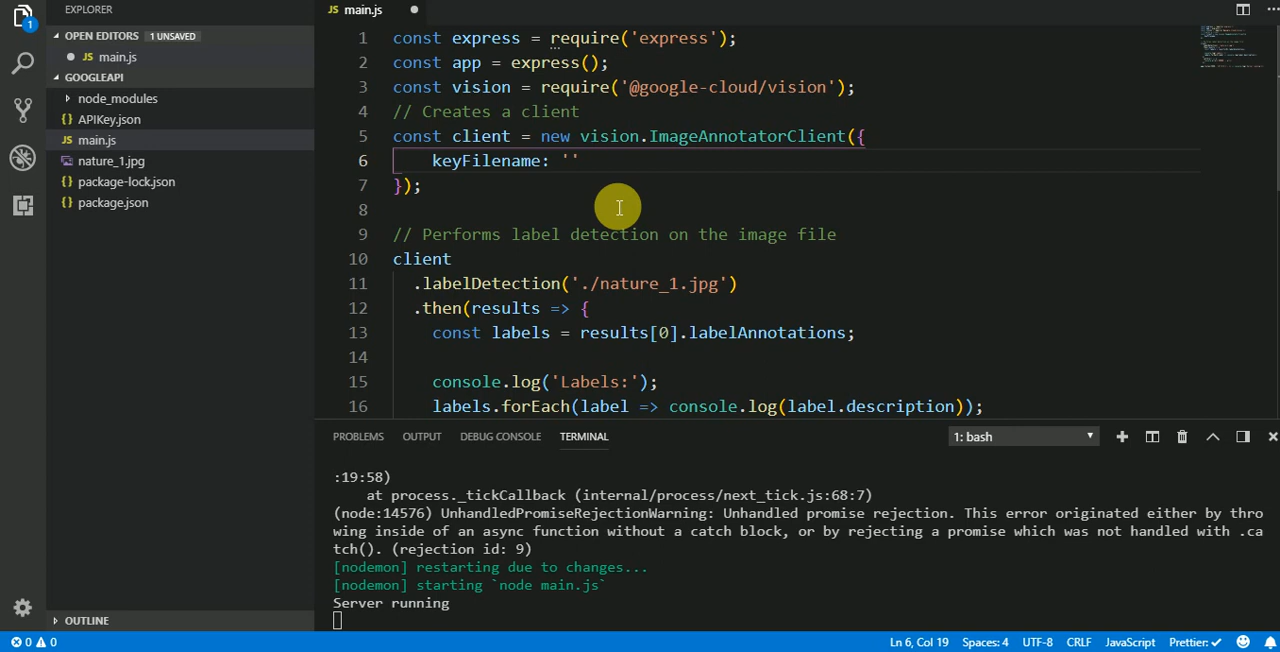 EXPLORER
OPEN EDITORS 1 UNSAVED
JS main.js
GOOGLEAPI
node_modules
{} APIKey.json
JS main.js
nature_1.jpg
{} package-lock.json
{} package.json
OUTLINE
1
JS main.js
1 const express = require('express');
2 const app = express();
3 const vision = require('@google-cloud/vision');
4 // Creates a client
5 const client = new vision.ImageAnnotatorClient({
6 keyFilename: ''
7 });
8
9 // Performs label detection on the image file
10 client
11 .labelDetection('./nature_1.jpg')
12 .then(results => {
13 const labels = results[0].labelAnnotations;
14
15 console.log('Labels:');
16 labels.forEach(label => console.log(label.description));
PROBLEMS OUTPUT DEBUG CONSOLE TERMINAL 1: bash
:19:58)
at process._tickCallback (internal/process/next_tick.js:68:7)
(node:14576) UnhandledPromiseRejectionWarning: Unhandled promise rejection. This error originated either by thro
wing inside of an async function without a catch block, or by rejecting a promise which was not handled with .ca
tch(). (rejection id: 9)
[nodemon] restarting due to changes...
[nodemon] starting `node main.js`
Server running
0 0 Ln 6, Col 19 Spaces: 4 UTF-8 CRLF JavaScript Prettier: ✓